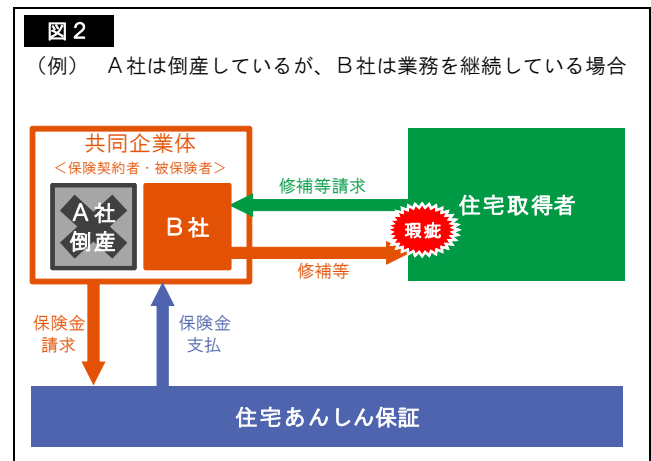 図2
(例) A社は倒産しているが、B社は業務を継続している場合
共同企業体
<保険契約者・被保険者>
A社
倒産
B社
修補等請求
住宅取得者
瑕疵
修補等
保険金
請求
保険金
支払
住宅あんしん保証